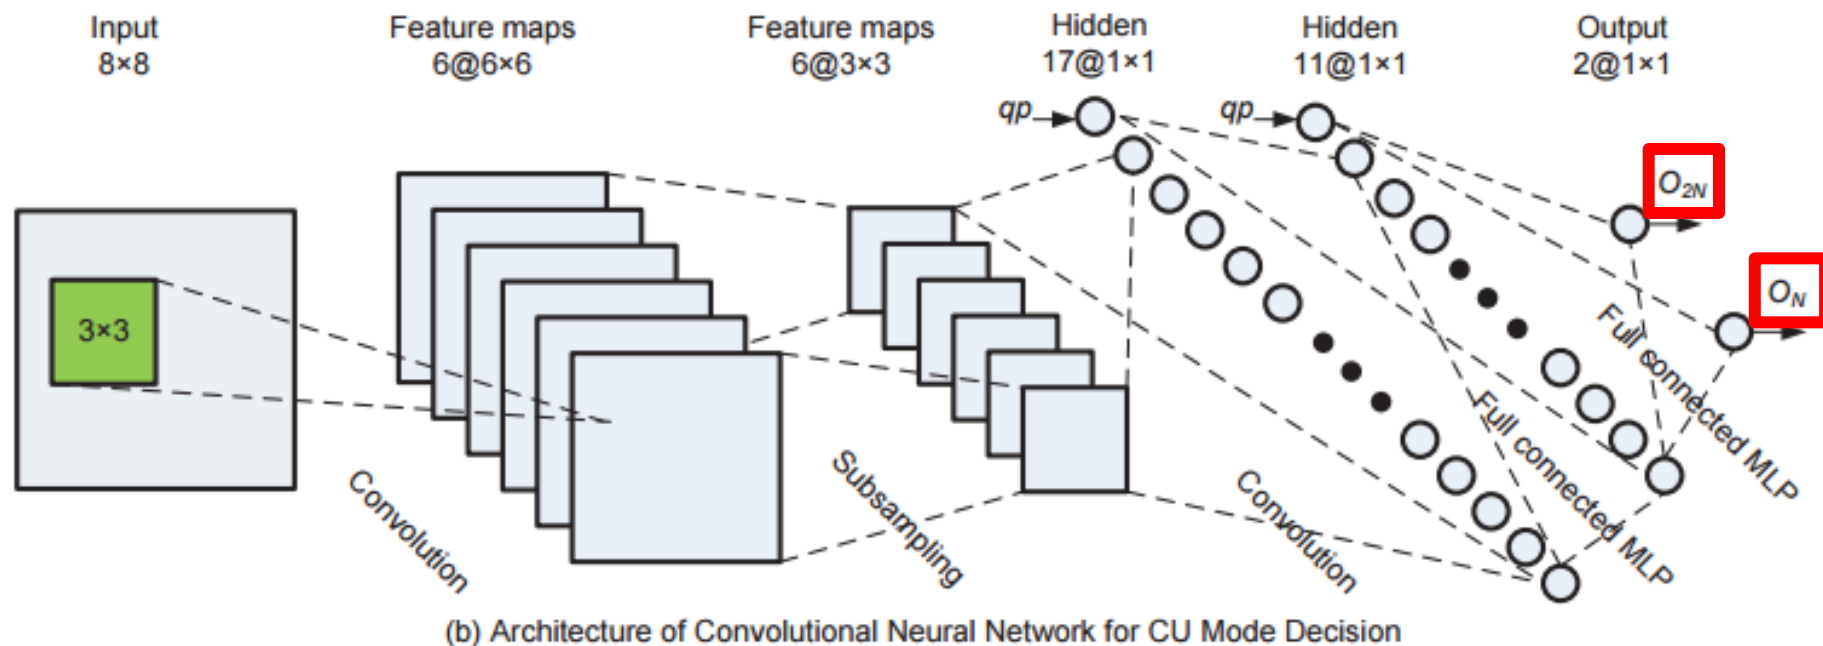 Input
8×8
Feature maps
6@6×6
Feature maps
6@3×3
Hidden
17@1×1
Hidden
11@1×1
Output
2@1×1
qp
qp
O2N
ON
3×3
Convolution
Subsampling
Convolution
Full connected MLP
Full connected MLP
(b) Architecture of Convolutional Neural Network for CU Mode Decision